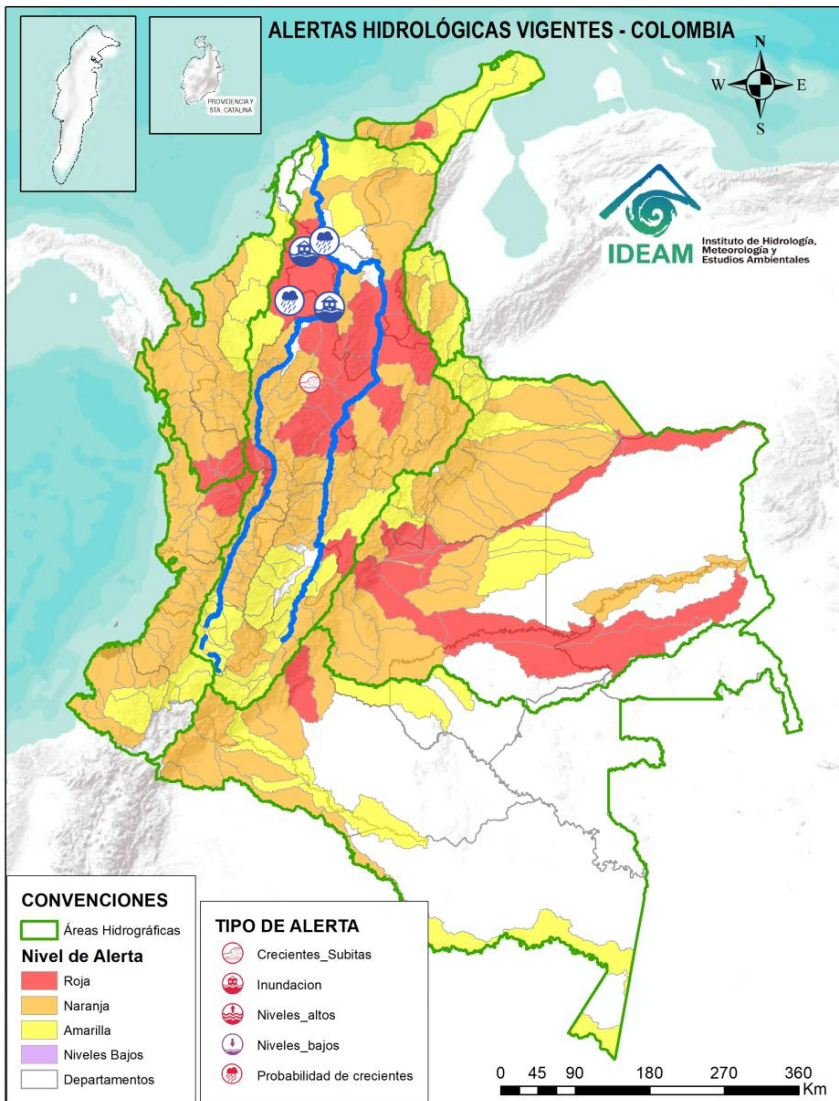 ALERTAS HIDROLÓGICAS VIGENTES - COLOMBIA
PROVIDENCIA Y
STA. CATALINA
N
W E
S
IDEAM
Instituto de Hidrología,
Meteorología y
Estudios Ambientales
CONVENCIONES
Áreas Hidrográficas
Nivel de Alerta
Roja
Naranja
Amarilla
Niveles Bajos
Departamentos
TIPO DE ALERTA
Crecientes_Subitas
Inundacion
Niveles_altos
Niveles_bajos
Probabilidad de crecientes
0 45 90 180 270 360
Km